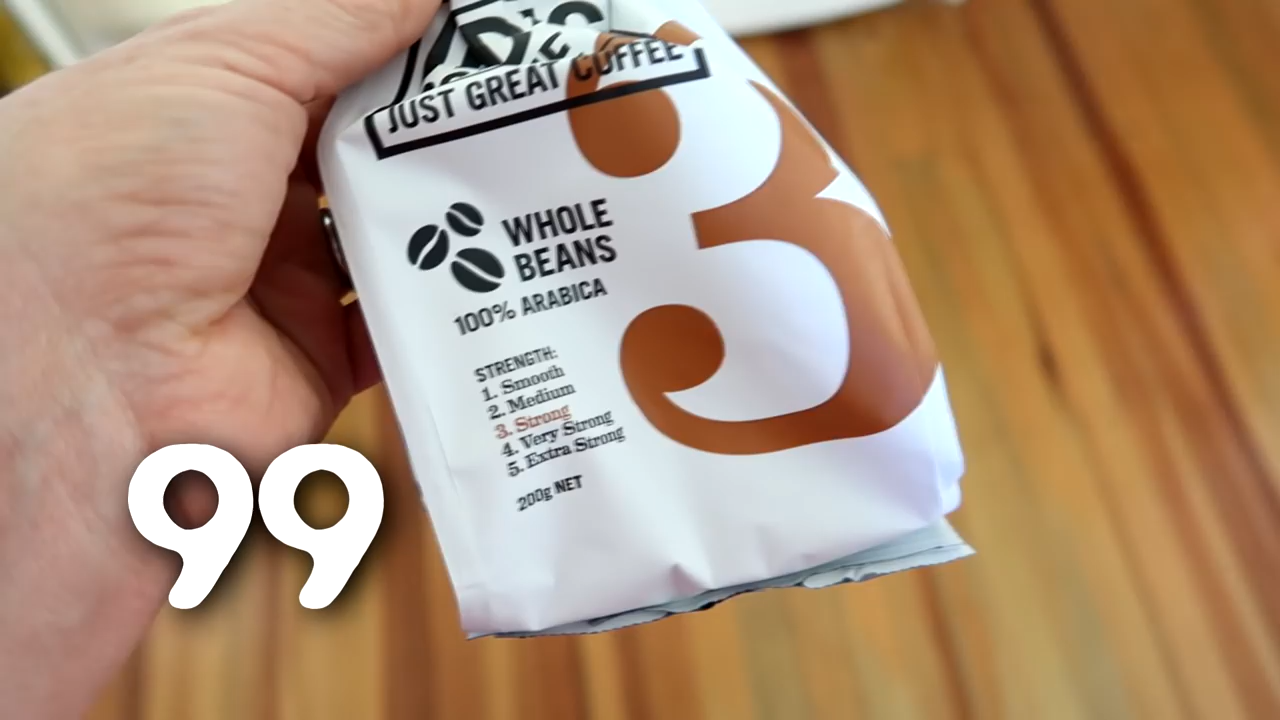 JUST GREAT COFFEE
3
WHOLE
BEANS
100% ARABICA
STRENGTH:
1. Smooth
2. Medium
3. Strong
4. Very Strong
5. Extra Strong
200g NET
99